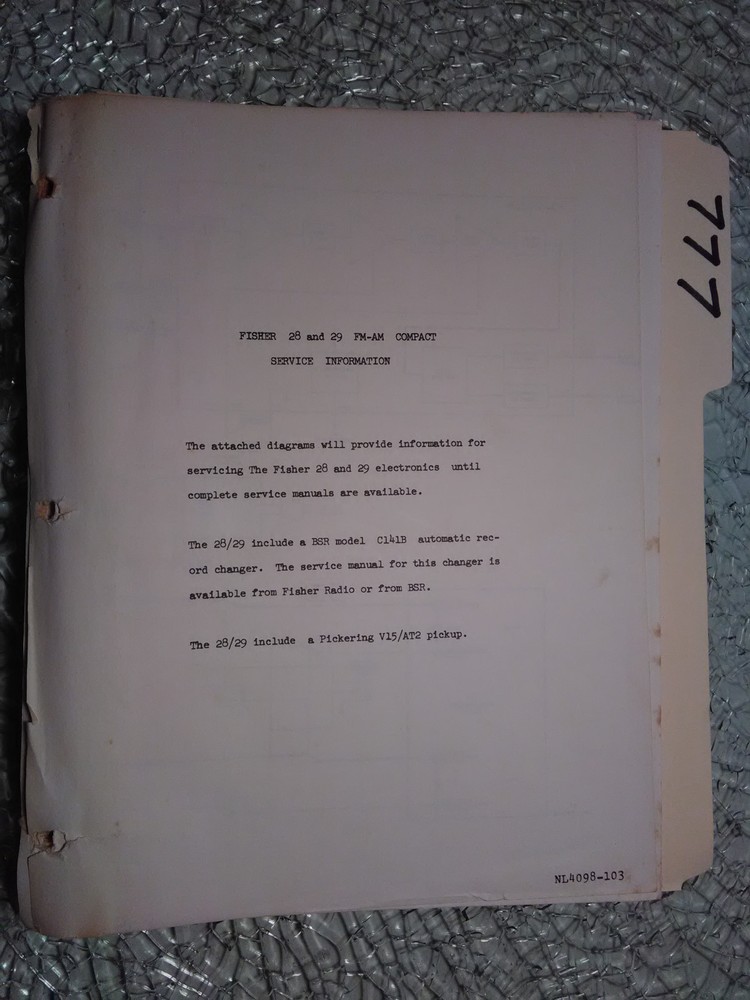 777
FISHER 28 and 29 FM-AM COMPACT
SERVICE INFORMATION
The attached diagrams will provide information for
servicing The Fisher 28 and 29 electronics until
complete service manuals are available.
The 28/29 include a BSR model C141B automatic rec-
ord changer. The service manual for this changer is
available from Fisher Radio or from BSR.
The 28/29 include a Pickering V15/AT2 pickup.
NL4098-103